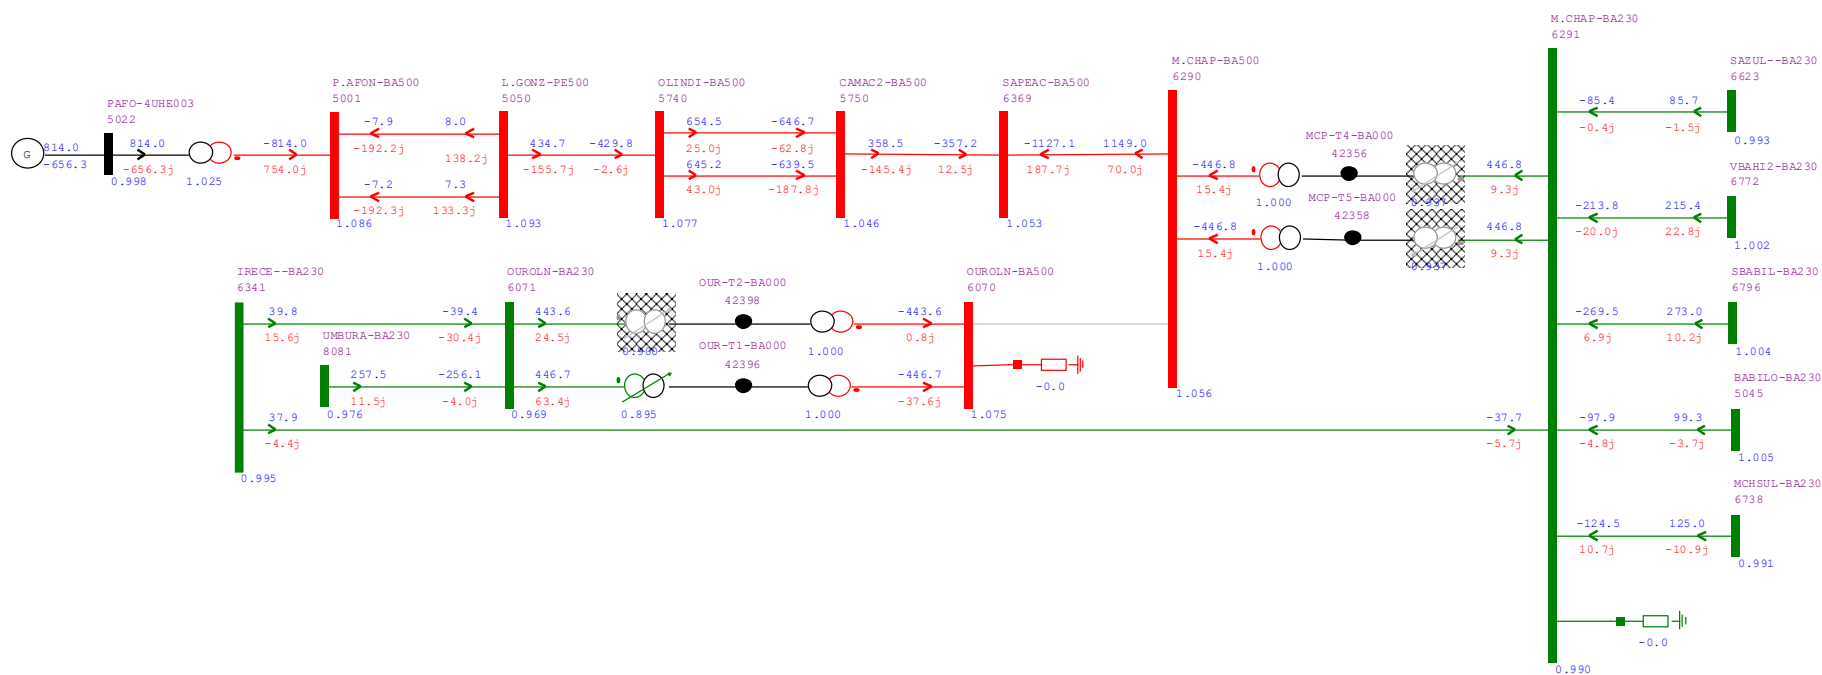 M.CHAP-BA230
6291
SAZUL--BA230
6623
M.CHAP-BA500
6290
P.AFON-BA500
5001
L.GONZ-PE500
5050
OLINDI-BA500
5740
CAMAC2-BA500
5750
SAPEAC-BA500
6369
PAFO-4UHE003
5022
G
814.0
-656.3
814.0
-656.3j
0.998
1.025
-814.0
754.0j
-7.9
-192.2j
8.0
138.2j
-7.2
-192.3j
7.3
133.3j
1.086
434.7
-155.7j
-429.8
-2.6j
1.093
654.5
25.0j
-646.7
-62.8j
645.2
43.0j
-639.5
-187.8j
1.077
358.5
-145.4j
-357.2
12.5j
1.046
-1127.1
187.7j
1149.0
70.0j
1.053
MCP-T4-BA000
42356
-446.8
15.4j
1.000
446.8
9.3j
MCP-T5-BA000
42358
-446.8
15.4j
1.000
446.8
9.3j
-85.4
-0.4j
85.7
-1.5j
0.993
VBAHI2-BA230
6772
-213.8
-20.0j
215.4
22.8j
1.002
SBABIL-BA230
6796
-269.5
6.9j
273.0
10.2j
1.004
BABILO-BA230
5045
-97.9
-4.8j
99.3
-3.7j
1.005
MCHSUL-BA230
6738
-124.5
10.7j
125.0
-10.9j
0.991
-0.0
0.990
IRECE--BA230
6341
39.8
15.6j
-39.4
-30.4j
UMBURA-BA230
8081
257.5
11.5j
-256.1
-4.0j
0.976
OUROLN-BA230
6071
443.6
24.5j
446.7
63.4j
0.969
0.895
OUR-T2-BA000
42398
1.000
OUR-T1-BA000
42396
1.000
-443.6
0.8j
-446.7
-37.6j
OUROLN-BA500
6070
-0.0
1.075
1.056
37.9
-4.4j
-37.7
-5.7j
0.995